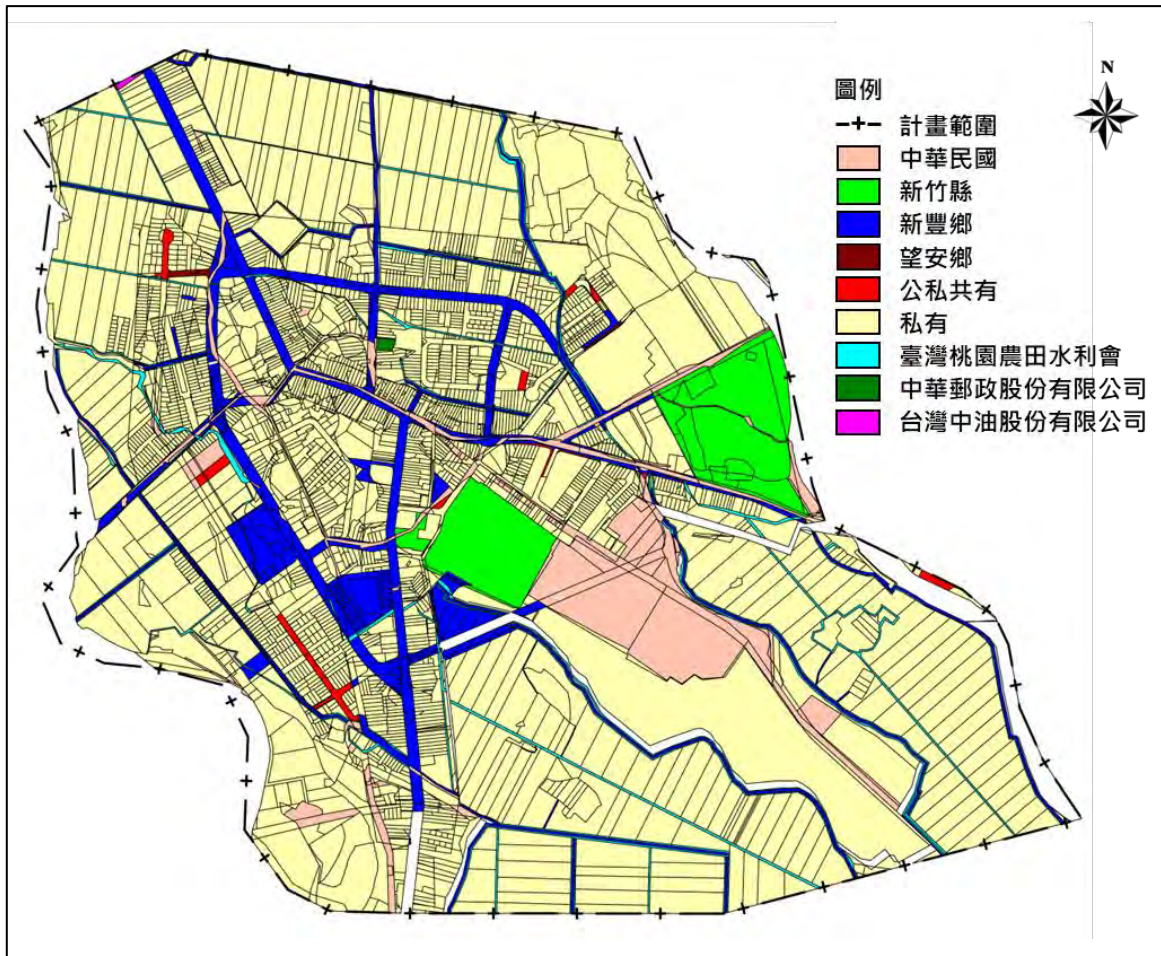 N
圖例
計畫範圍
中華民國
新竹縣
新豐鄉
望安鄉
公私共有
私有
臺灣桃園農田水利會
中華郵政股份有限公司
台灣中油股份有限公司